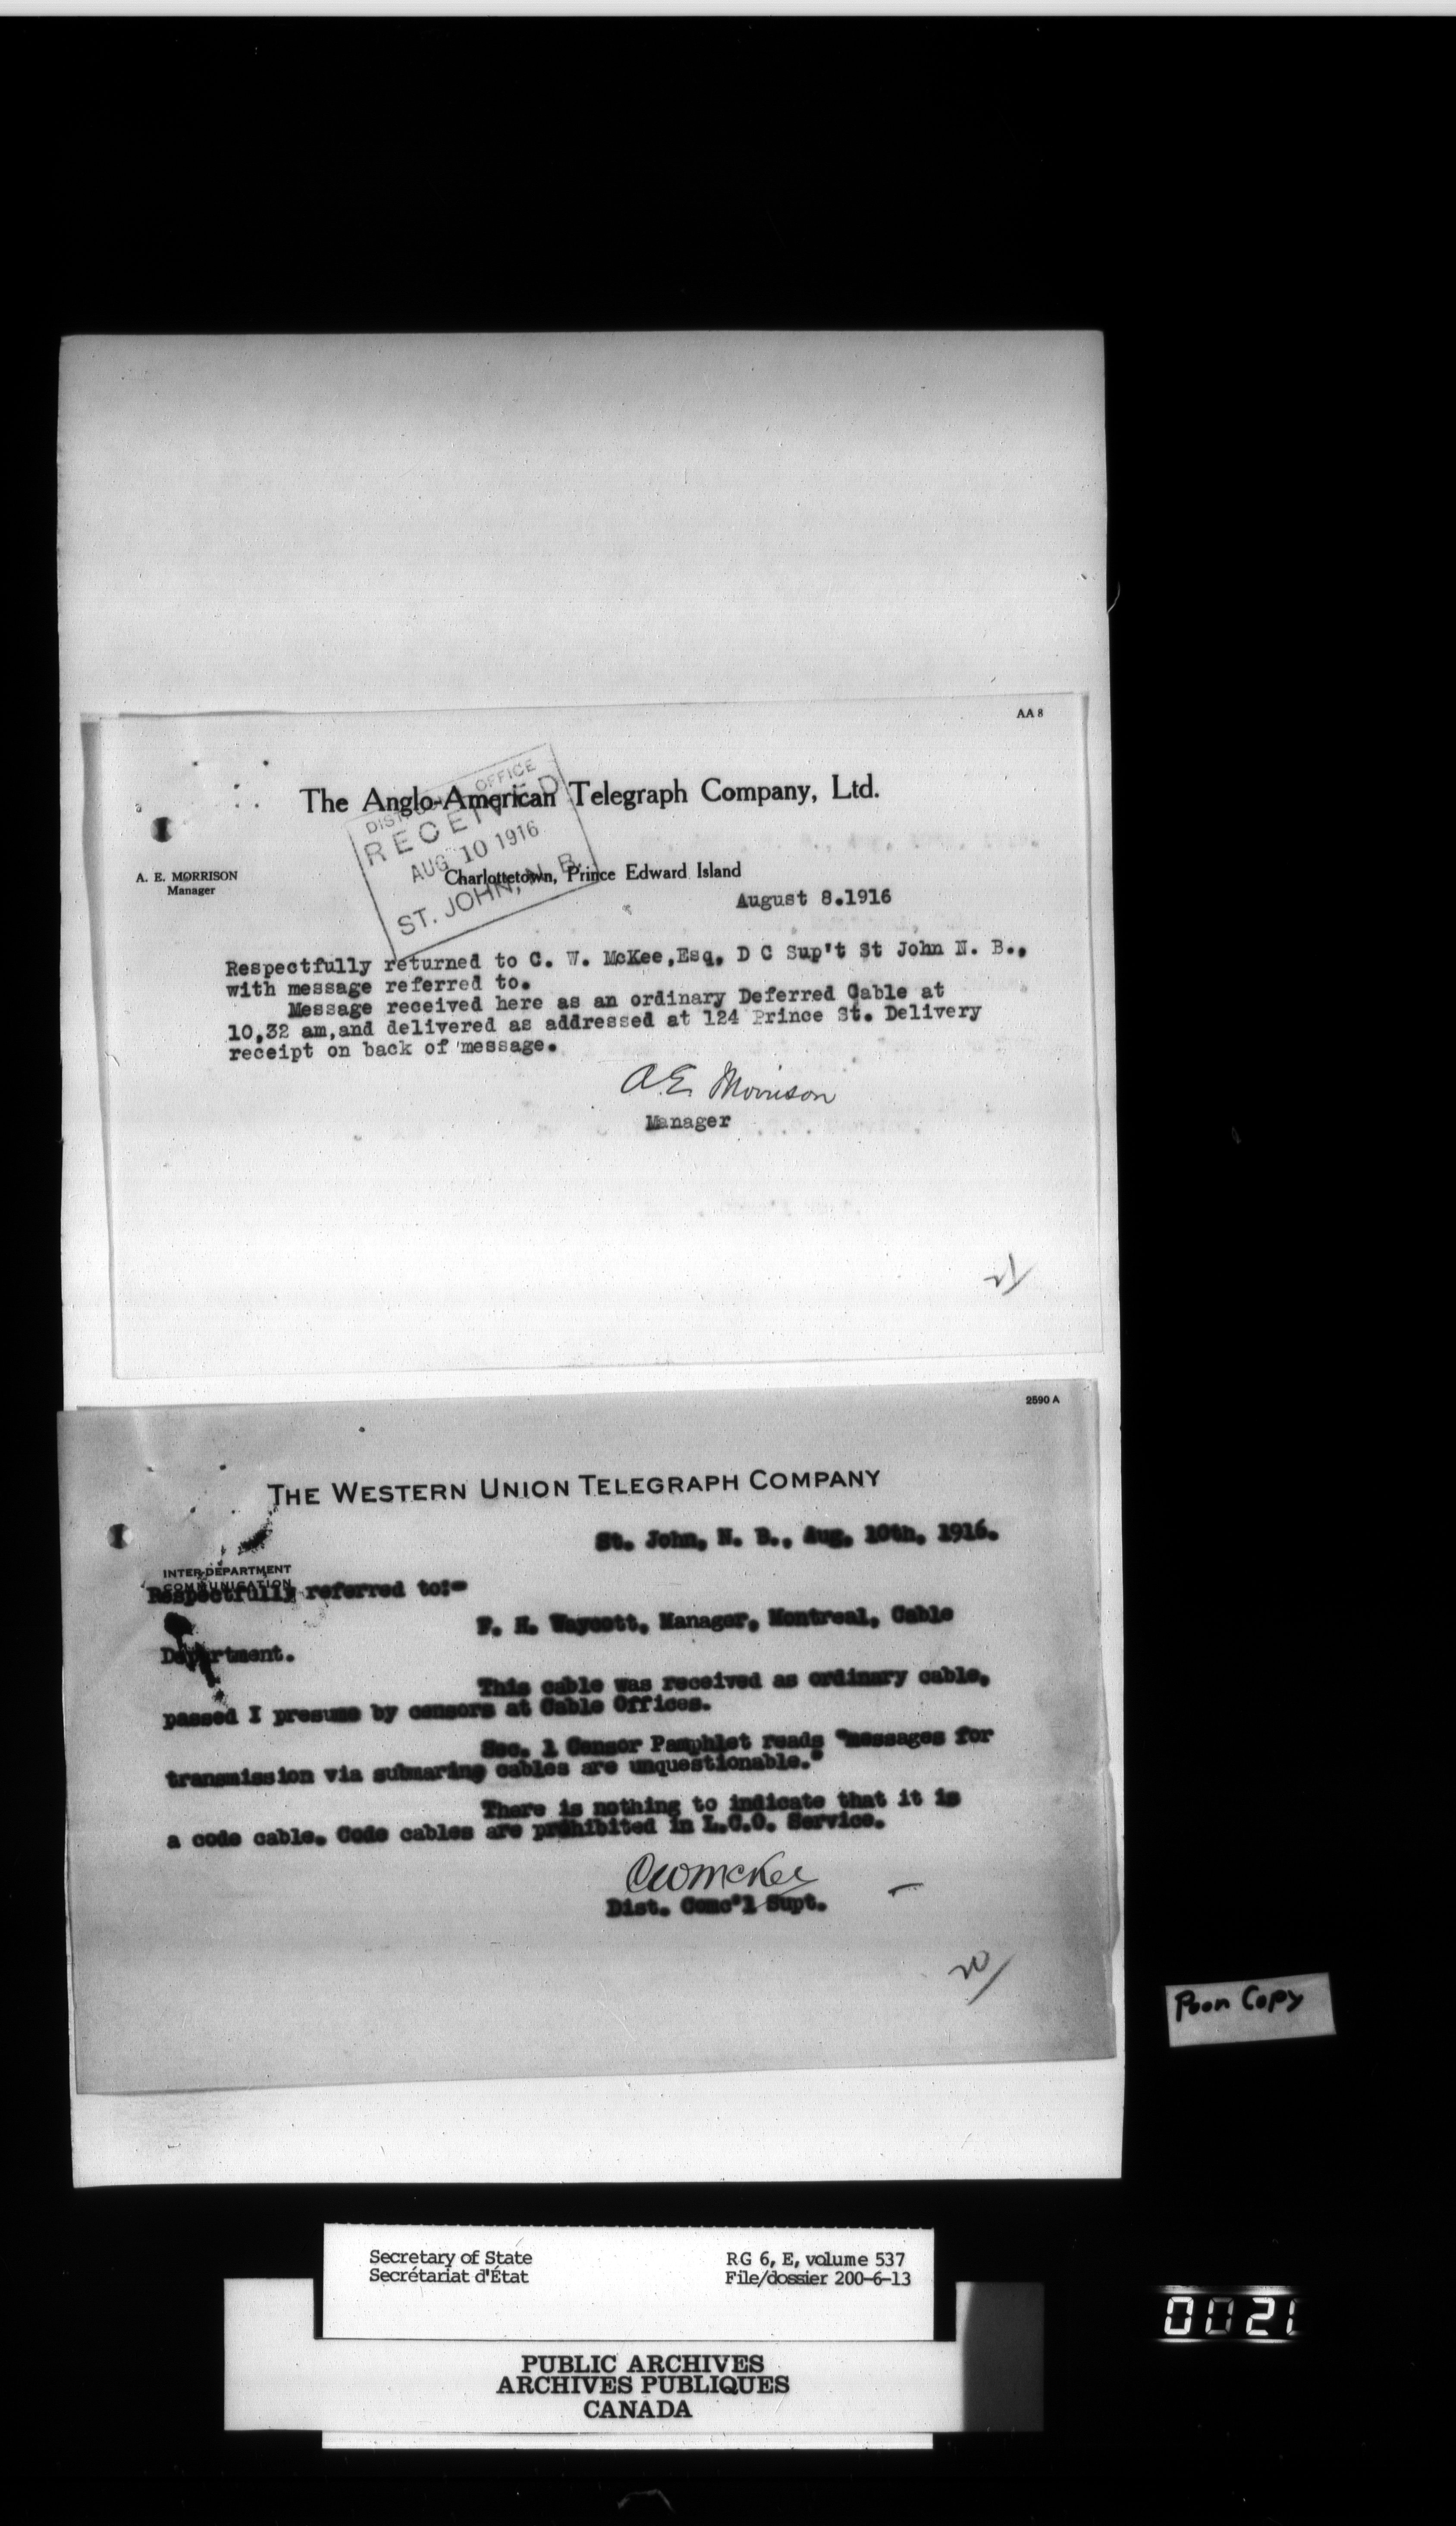 AA 8
The Anglo-American Telegraph Company, Ltd.
DISTRICT OFFICE
RECEIVED
AUG 10 1916
ST. JOHN, N. B.
A. E. MORRISON
Manager
Charlottetown, Prince Edward Island
August 8.1916
Respectfully returned to C. W. McKee,Esq, D C Sup't St John N. B.,
with message referred to.
Message received here as an ordinary Deferred Cable at
10,32 am,and delivered as addressed at 124 Prince St. Delivery
receipt on back of message.
A.E. Morrison
Manager
21
2590 A
THE WESTERN UNION TELEGRAPH COMPANY
St. John, N. B., Aug. 10th, 1916.
INTER-DEPARTMENT
COMMUNICATION
Respectfully referred to:-
F. H. Waycott, Manager, Montreal, Cable
Department.
This cable was received as ordinary cable,
passed I presume by censors at Cable Offices.
Sec. 1 Censor Pamphlet reads "messages for
transmission via submarine cables are unquestionable."
There is nothing to indicate that it is
a code cable. Code cables are prohibited in L.C.O. Service.
CW McKee
Dist. Comc'l Supt.
20
Poor Copy
Secretary of State
Secrétariat d'État
RG 6, E, volume 537
File/dossier 200-6-13
0021
PUBLIC ARCHIVES
ARCHIVES PUBLIQUES
CANADA